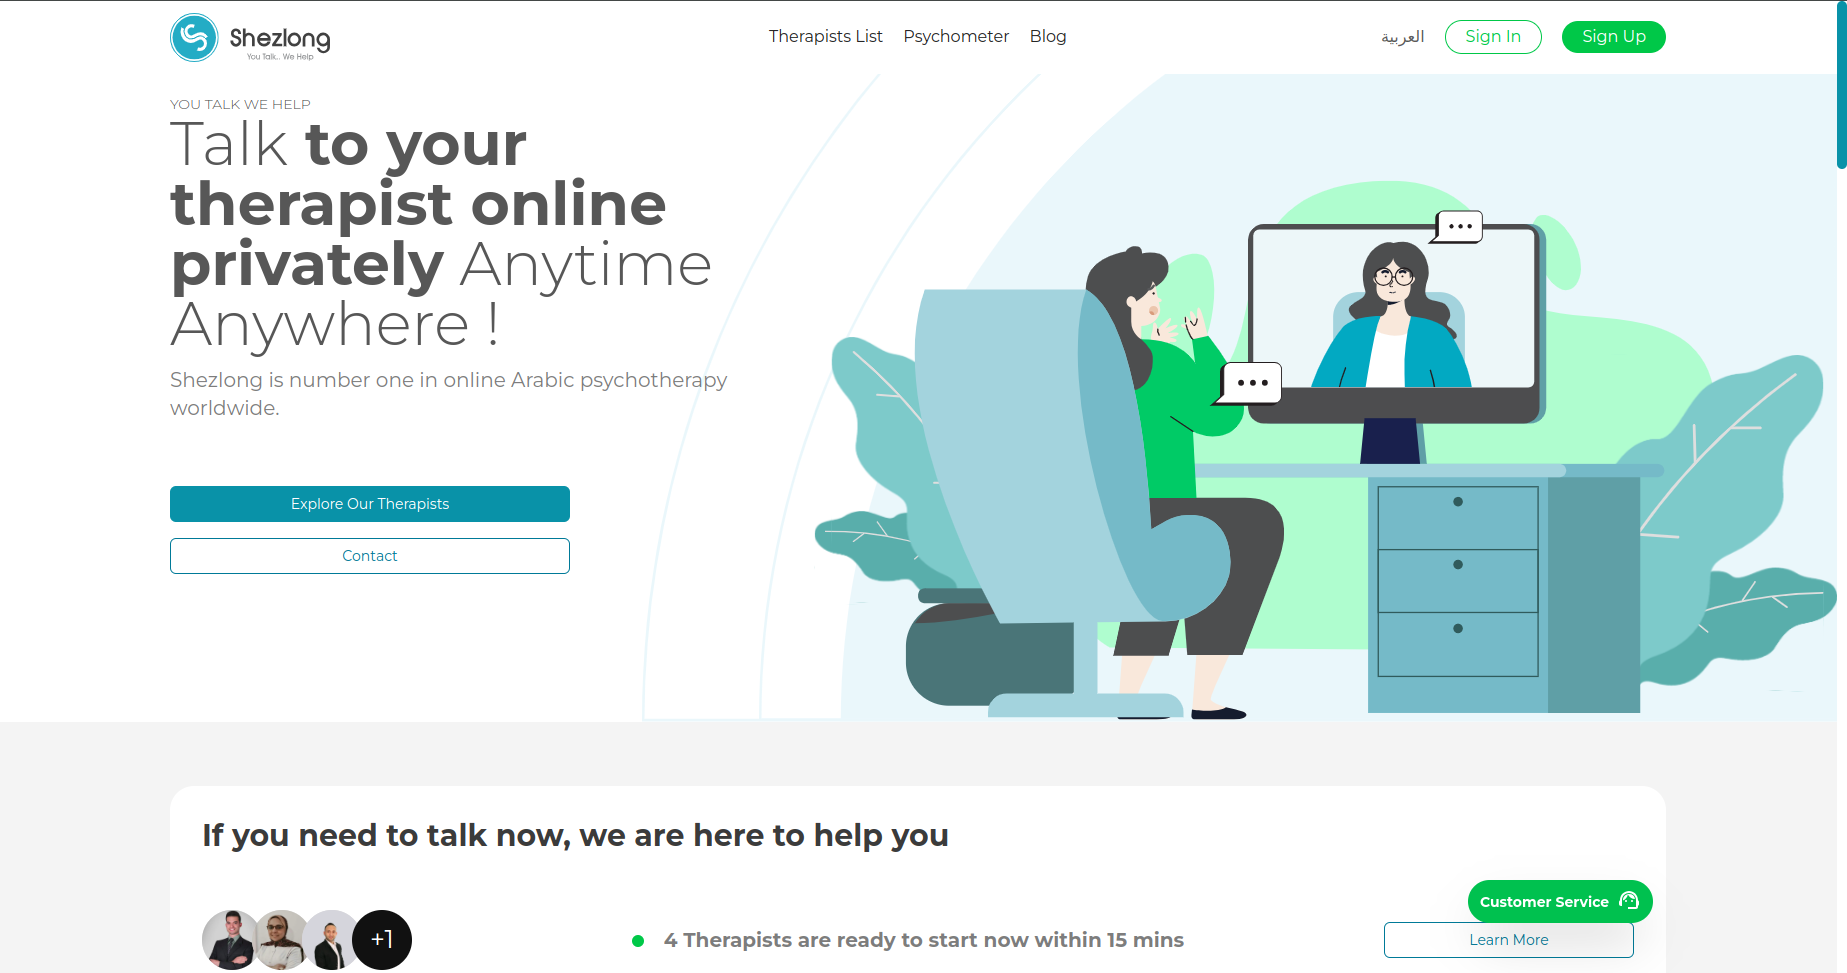 Shezlong
You Talk.. We Help
Therapists List
Psychometer
Blog
العربية
Sign In
Sign Up
YOU TALK WE HELP
Talk to your
therapist online
privately Anytime
Anywhere !
Shezlong is number one in online Arabic psychotherapy
worldwide.
Explore Our Therapists
Contact
If you need to talk now, we are here to help you
+1
4 Therapists are ready to start now within 15 mins
Customer Service
Learn More